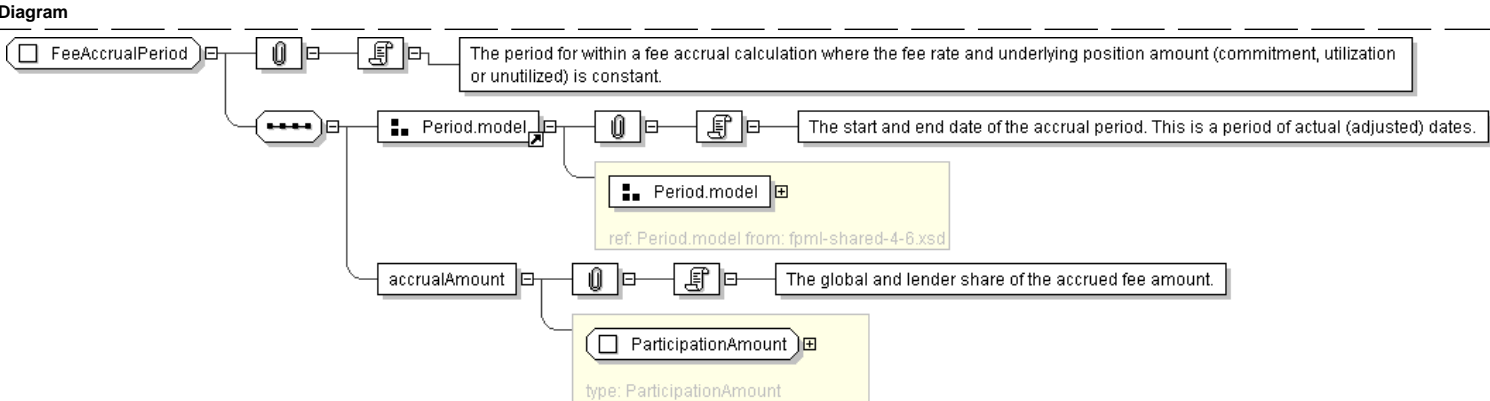 Diagram
FeeAccrualPeriod
The period for within a fee accrual calculation where the fee rate and underlying position amount (commitment, utilization
or unutilized) is constant.
Period.model
The start and end date of the accrual period. This is a period of actual (adjusted) dates.
Period.model
ref: Period.model from: fpml-shared-4-6.xsd
accrualAmount
The global and lender share of the accrued fee amount.
ParticipationAmount
type: ParticipationAmount